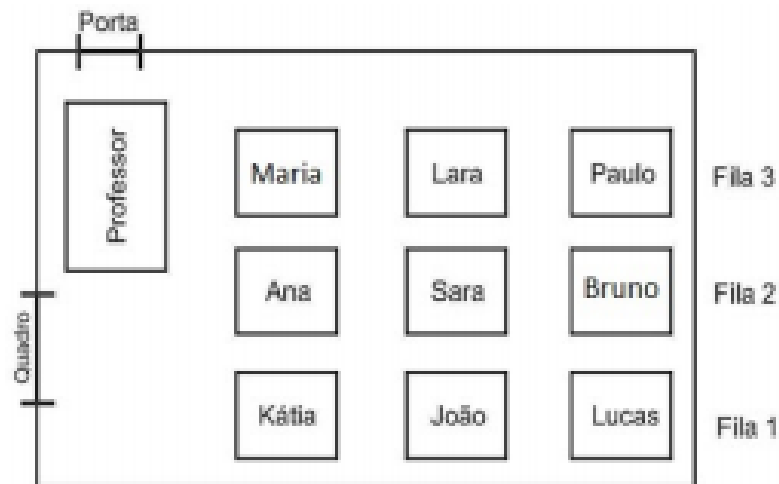 Porta
Professor
Maria Lara Paulo Fila 3
Ana Sara Bruno Fila 2
Quadro
Kátia João Lucas Fila 1